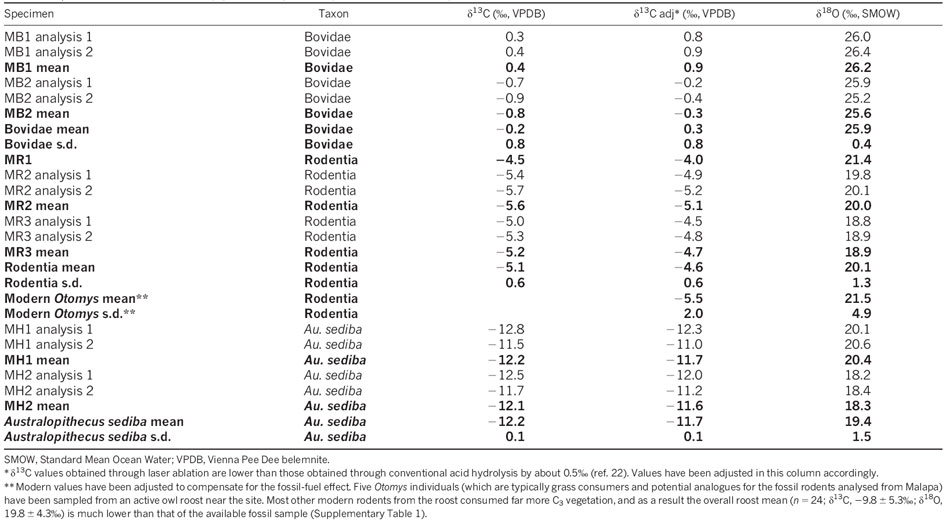 Specimen Taxon δ13C (‰, VPDB) δ13C adj* (‰, VPDB) δ18O (‰, SMOW)
MB1 analysis 1 Bovidae 0.3 0.8 26.0
MB1 analysis 2 Bovidae 0.4 0.9 26.4
MB1 mean Bovidae 0.4 0.9 26.2
MB2 analysis 1 Bovidae −0.7 −0.2 25.9
MB2 analysis 2 Bovidae −0.9 −0.4 25.2
MB2 mean Bovidae −0.8 −0.3 25.6
Bovidae mean Bovidae −0.2 0.3 25.9
Bovidae s.d. Bovidae 0.8 0.8 0.4
MR1 Rodentia −4.5 −4.0 21.4
MR2 analysis 1 Rodentia −5.4 −4.9 19.8
MR2 analysis 2 Rodentia −5.7 −5.2 20.1
MR2 mean Rodentia −5.6 −5.1 20.0
MR3 analysis 1 Rodentia −5.0 −4.5 18.8
MR3 analysis 2 Rodentia −5.3 −4.8 18.9
MR3 mean Rodentia −5.2 −4.7 18.9
Rodentia mean Rodentia −5.1 −4.6 20.1
Rodentia s.d. Rodentia 0.6 0.6 1.3
Modern Otomys mean** Rodentia −5.5 21.5
Modern Otomys s.d.** Rodentia 2.0 4.9
MH1 analysis 1 Au. sediba −12.8 −12.3 20.1
MH1 analysis 2 Au. sediba −11.5 −11.0 20.6
MH1 mean Au. sediba −12.2 −11.7 20.4
MH2 analysis 1 Au. sediba −12.5 −12.0 18.2
MH2 analysis 2 Au. sediba −11.7 −11.2 18.4
MH2 mean Au. sediba −12.1 −11.6 18.3
Australopithecus sediba mean Au. sediba −12.2 −11.7 19.4
Australopithecus sediba s.d. Au. sediba 0.1 0.1 1.5
SMOW, Standard Mean Ocean Water; VPDB, Vienna Pee Dee belemnite.
* δ13C values obtained through laser ablation are lower than those obtained through conventional acid hydrolysis by about 0.5‰ (ref. 22). Values have been adjusted in this column accordingly.
** Modern values have been adjusted to compensate for the fossil-fuel effect. Five Otomys individuals (which are typically grass consumers and potential analogues for the fossil rodents analysed from Malapa)
have been sampled from an active owl roost near the site. Most other modern rodents from the roost consumed far more C3 vegetation, and as a result the overall roost mean (n = 24; δ13C, −9.8 ± 5.3‰; δ18O,
19.8 ± 4.3‰) is much lower than that of the available fossil sample (Supplementary Table 1).